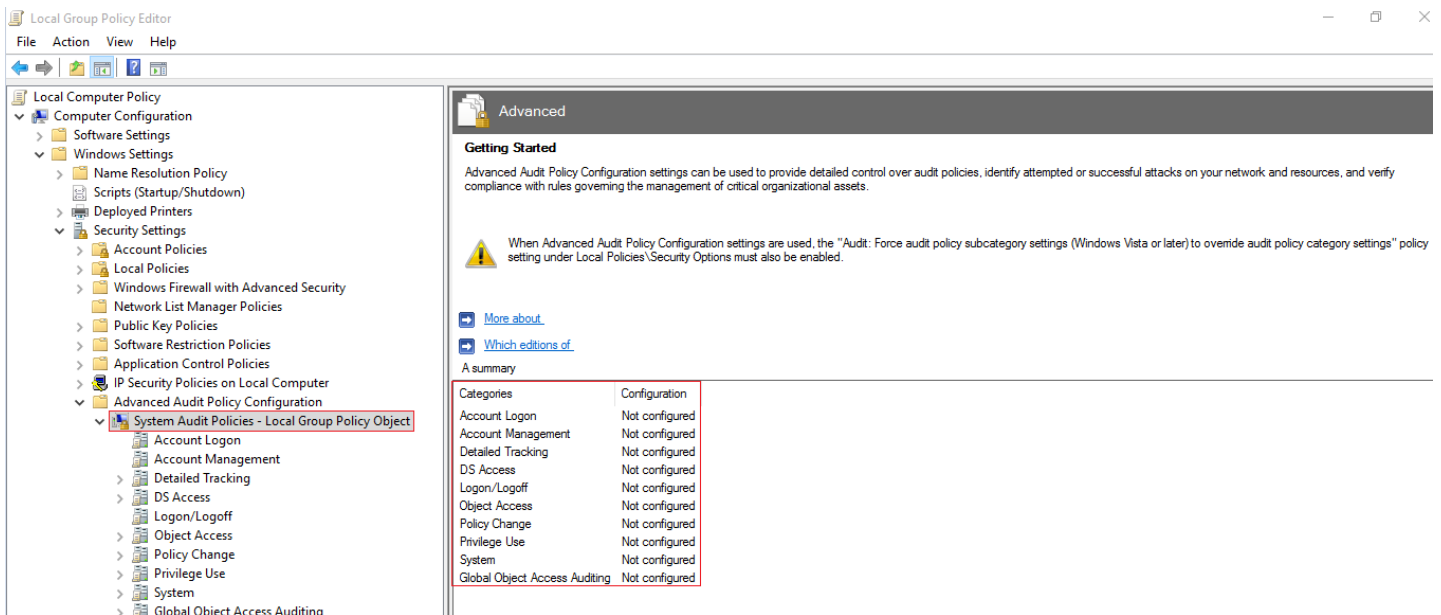 Local Group Policy Editor
File Action View Help
Local Computer Policy
Computer Configuration
Software Settings
Windows Settings
Name Resolution Policy
Scripts (Startup/Shutdown)
Deployed Printers
Security Settings
Account Policies
Local Policies
Windows Firewall with Advanced Security
Network List Manager Policies
Public Key Policies
Software Restriction Policies
Application Control Policies
IP Security Policies on Local Computer
Advanced Audit Policy Configuration
System Audit Policies - Local Group Policy Object
Account Logon
Account Management
Detailed Tracking
DS Access
Logon/Logoff
Object Access
Policy Change
Privilege Use
System
Global Object Access Auditing
Advanced
Getting Started
Advanced Audit Policy Configuration settings can be used to provide detailed control over audit policies, identify attempted or successful attacks on your network and resources, and verify
compliance with rules governing the management of critical organizational assets.
When Advanced Audit Policy Configuration settings are used, the "Audit: Force audit policy subcategory settings (Windows Vista or later) to override audit policy category settings" policy
setting under Local Policies\Security Options must also be enabled.
More about
Which editions of
A summary
Categories Configuration
Account Logon Not configured
Account Management Not configured
Detailed Tracking Not configured
DS Access Not configured
Logon/Logoff Not configured
Object Access Not configured
Policy Change Not configured
Privilege Use Not configured
System Not configured
Global Object Access Auditing Not configured